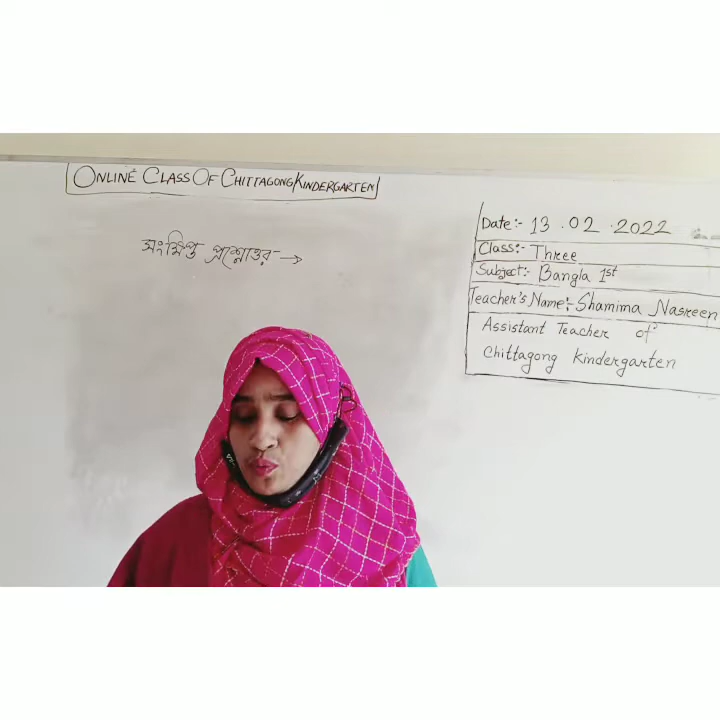 ONLINE CLASS OF CHITTAGONG KINDERGARTEN
সংক্ষিপ্ত প্রশ্নোত্তর →
Date:- 13.02.2022
Class:- Three
Subject:- Bangla 1st
Teacher's Name:- Shamima Nasreen
Assistant Teacher of
Chittagong Kindergarten